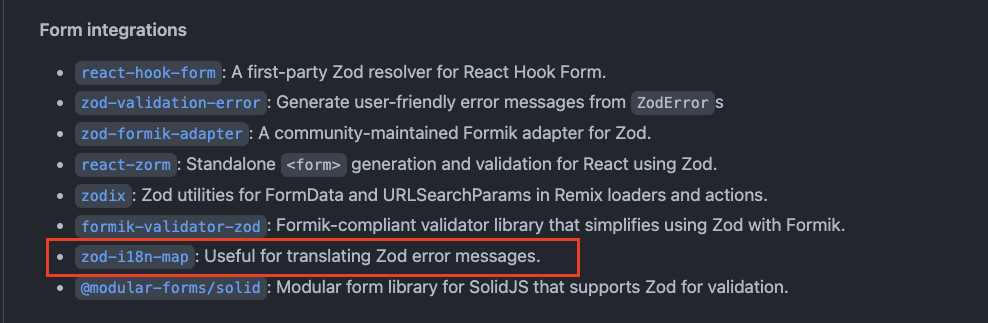 Form integrations
• react-hook-form: A first-party Zod resolver for React Hook Form.
• zod-validation-error: Generate user-friendly error messages from ZodError s
• zod-formik-adapter: A community-maintained Formik adapter for Zod.
• react-zorm: Standalone <form> generation and validation for React using Zod.
• zodix: Zod utilities for FormData and URLSearchParams in Remix loaders and actions.
• formik-validator-zod: Formik-compliant validator library that simplifies using Zod with Formik.
• zod-i18n-map: Useful for translating Zod error messages.
• @modular-forms/solid: Modular form library for SolidJS that supports Zod for validation.